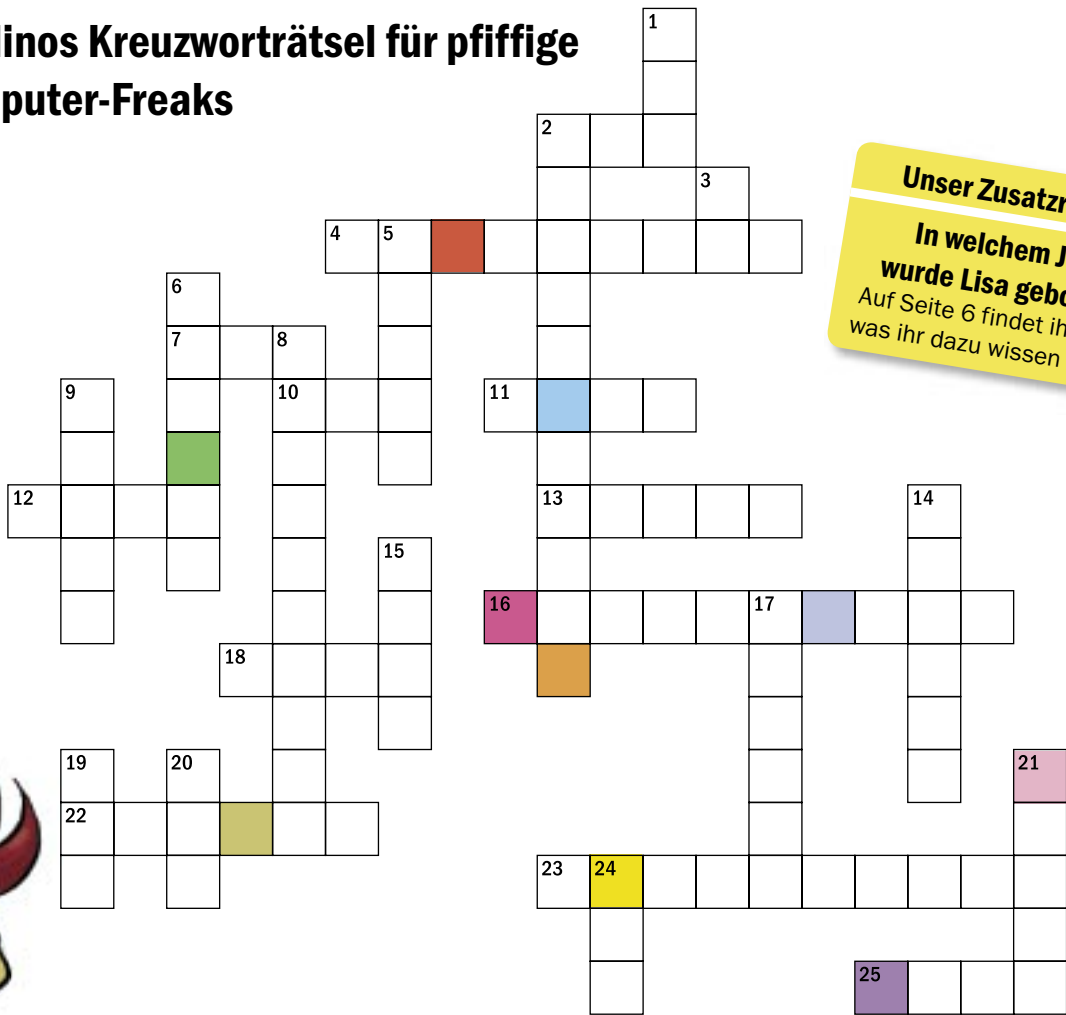 linos Kreuzworträtsel für pfiffige
puter-Freaks
Unser Zusatzr
In welchem J
wurde Lisa gebo
Auf Seite 6 findet ih
was ihr dazu wissen
1
2
3
4 5
6
7 8
9 10 11
12 13 14
15
16 17
18
19 20 21
22
23 24
25